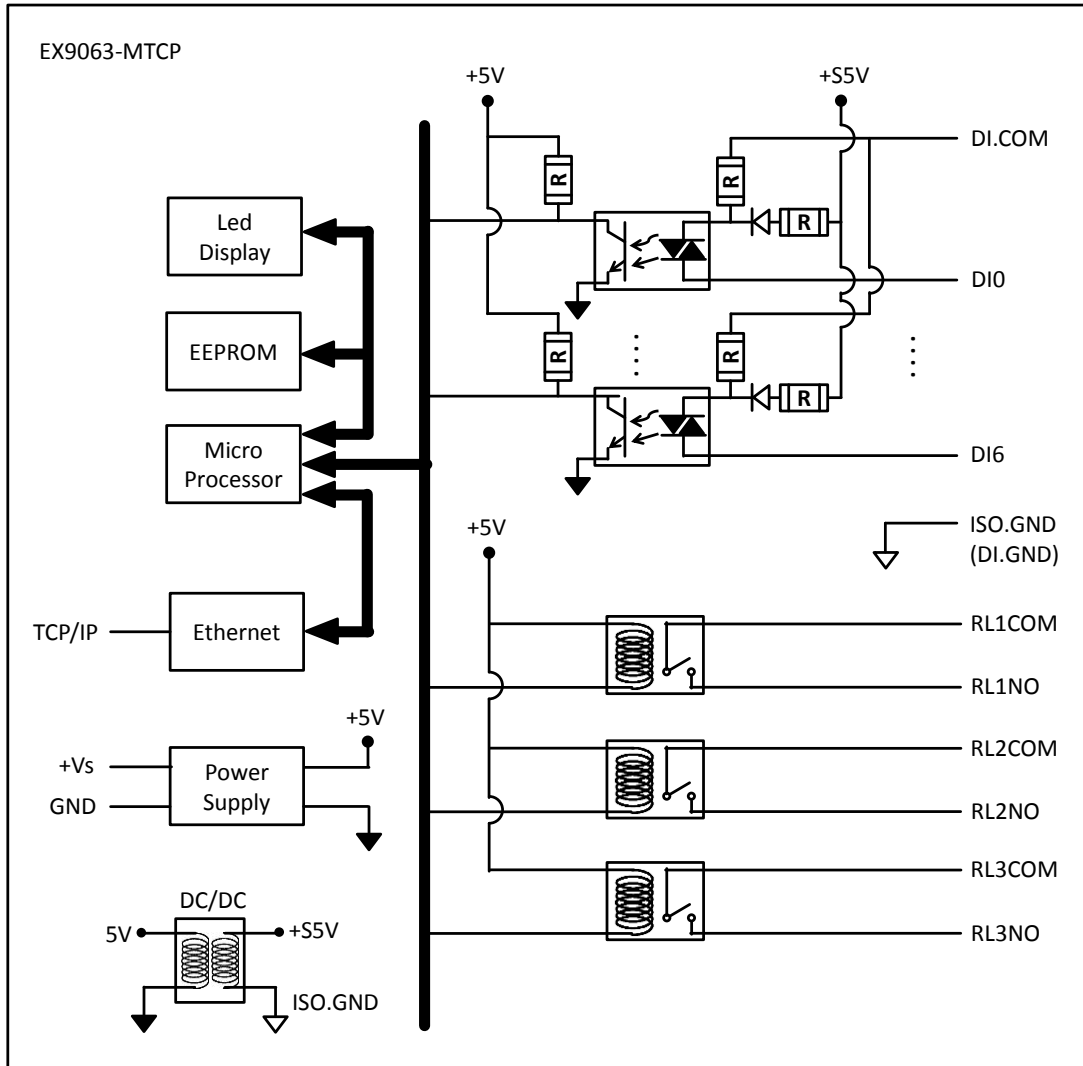 EX9063-MTCP
+5V
+S5V
DI.COM
R
R
R
Led
Display
DI0
EEPROM
R
R
R
Micro
Processor
DI6
+5V
ISO.GND
(DI.GND)
TCP/IP
Ethernet
RL1COM
RL1NO
+5V
+Vs
GND
Power
Supply
RL2COM
RL2NO
DC/DC
5V
+S5V
ISO.GND
RL3COM
RL3NO